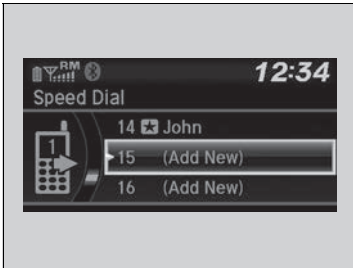 RM 12:34
Speed Dial
14 John
1
15 (Add New)
16 (Add New)